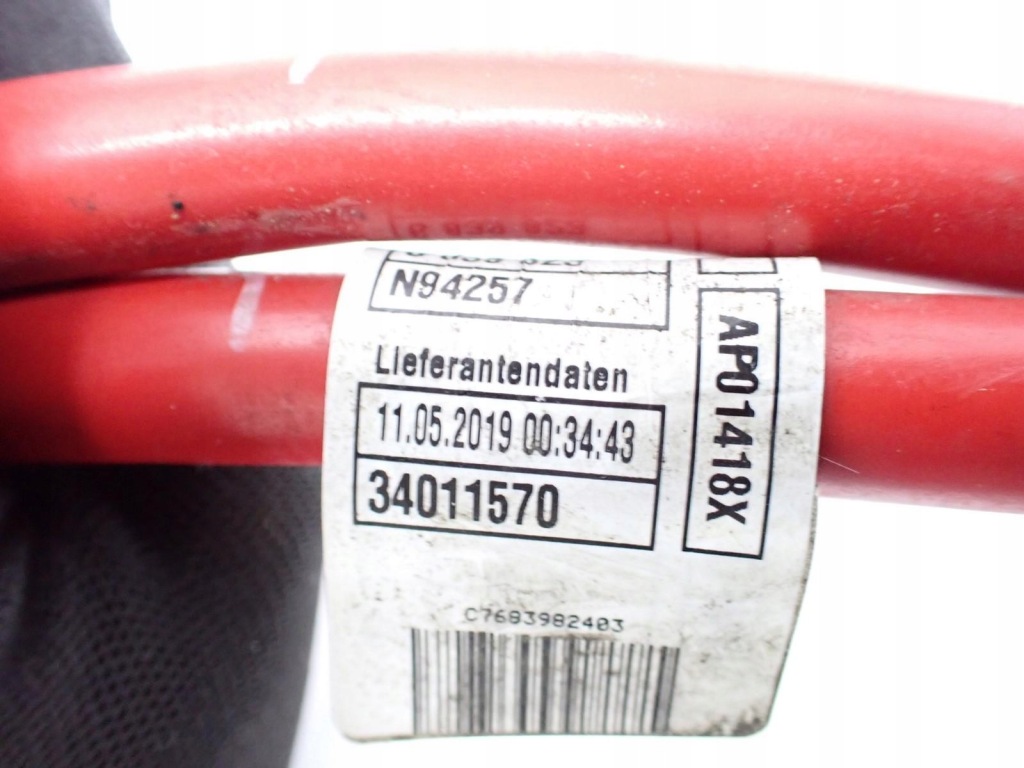 N94257
Lieferantendaten
11.05.2019 00:34:43
34011570
AP01418X
C7683982403